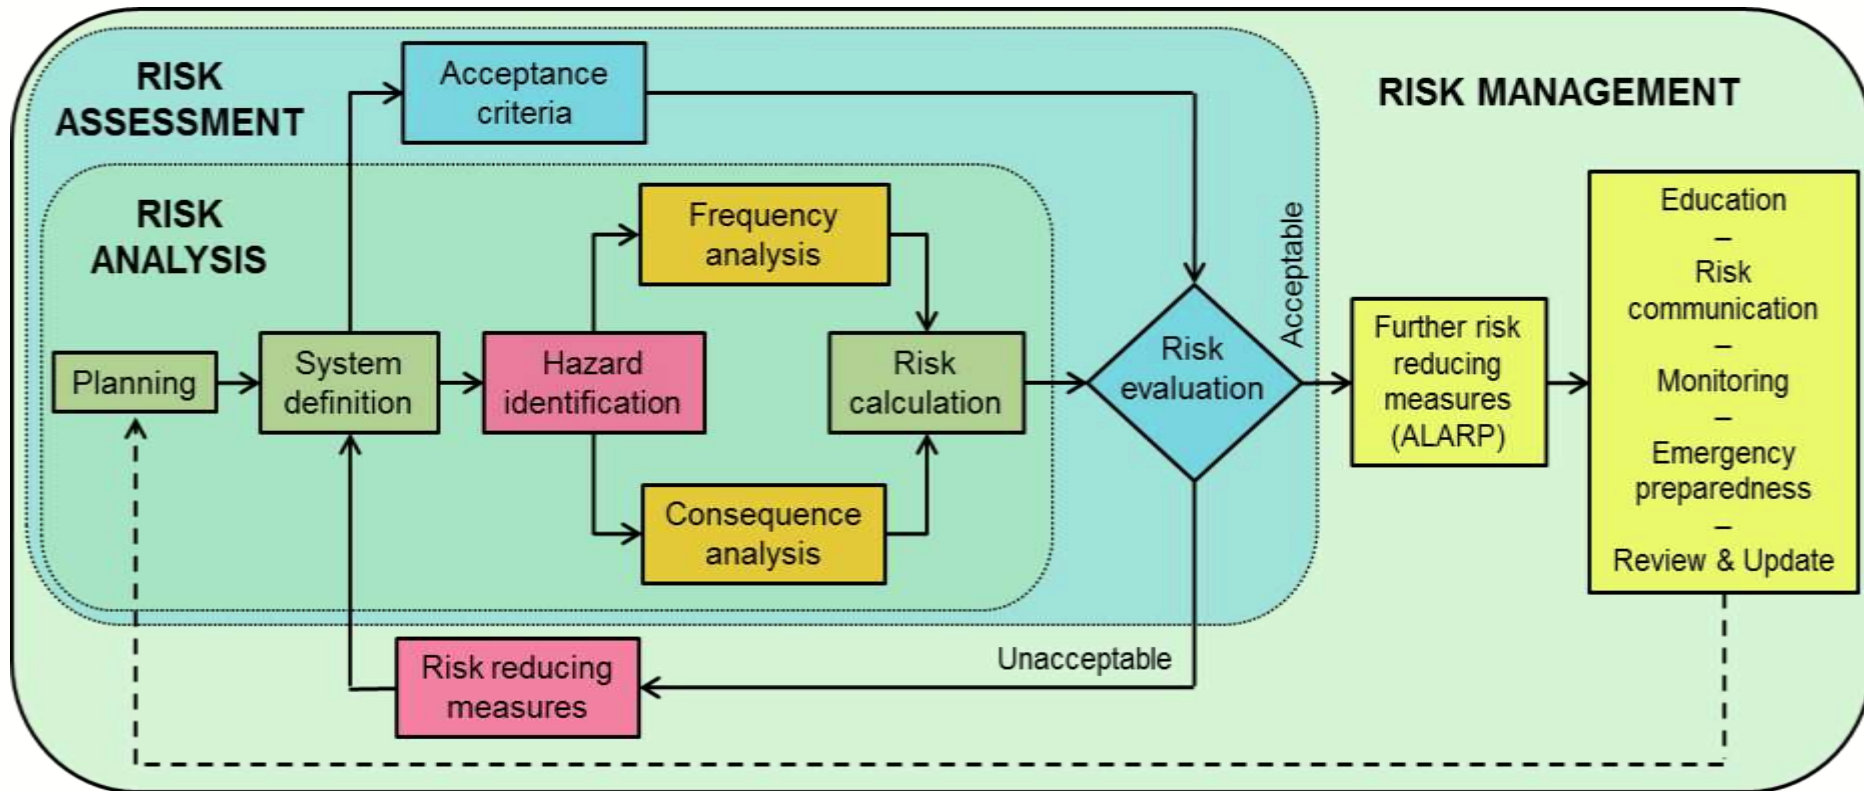 RISK
ASSESSMENT
Acceptance
criteria
RISK MANAGEMENT
RISK
ANALYSIS
Frequency
analysis
Planning
System
definition
Hazard
identification
Risk
calculation
Consequence
analysis
Risk
evaluation
Acceptable
Unacceptable
Risk reducing
measures
Further risk
reducing
measures
(ALARP)
Education
–
Risk
communication
–
Monitoring
–
Emergency
preparedness
–
Review & Update